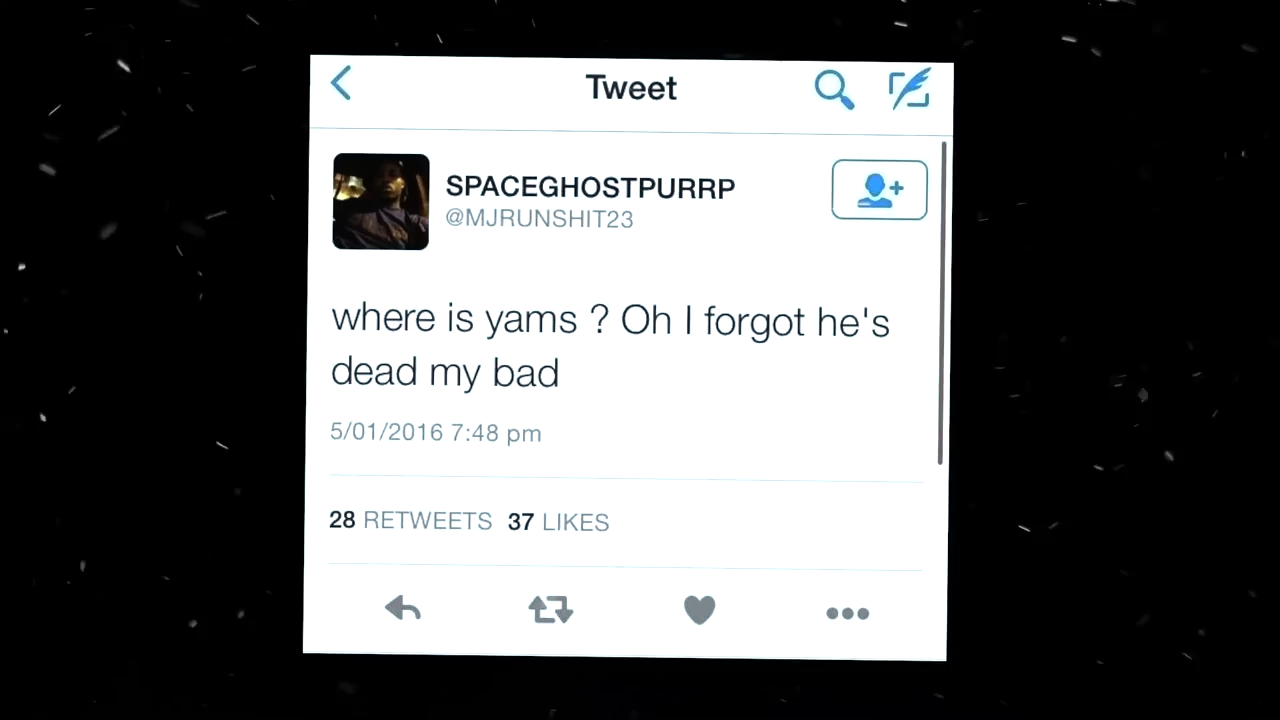 Tweet
SPACEGHOSTPURRP
@MJRUNSHIT23
where is yams ? Oh I forgot he's
dead my bad
5/01/2016 7:48 pm
28 RETWEETS 37 LIKES